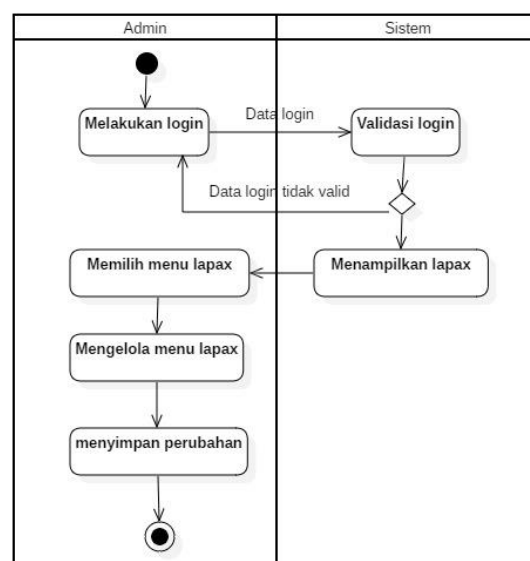 Admin
Sistem
Melakukan login
Data login
Validasi login
Data login tidak valid
Memilih menu lapax
Menampilkan lapax
Mengelola menu lapax
menyimpan perubahan